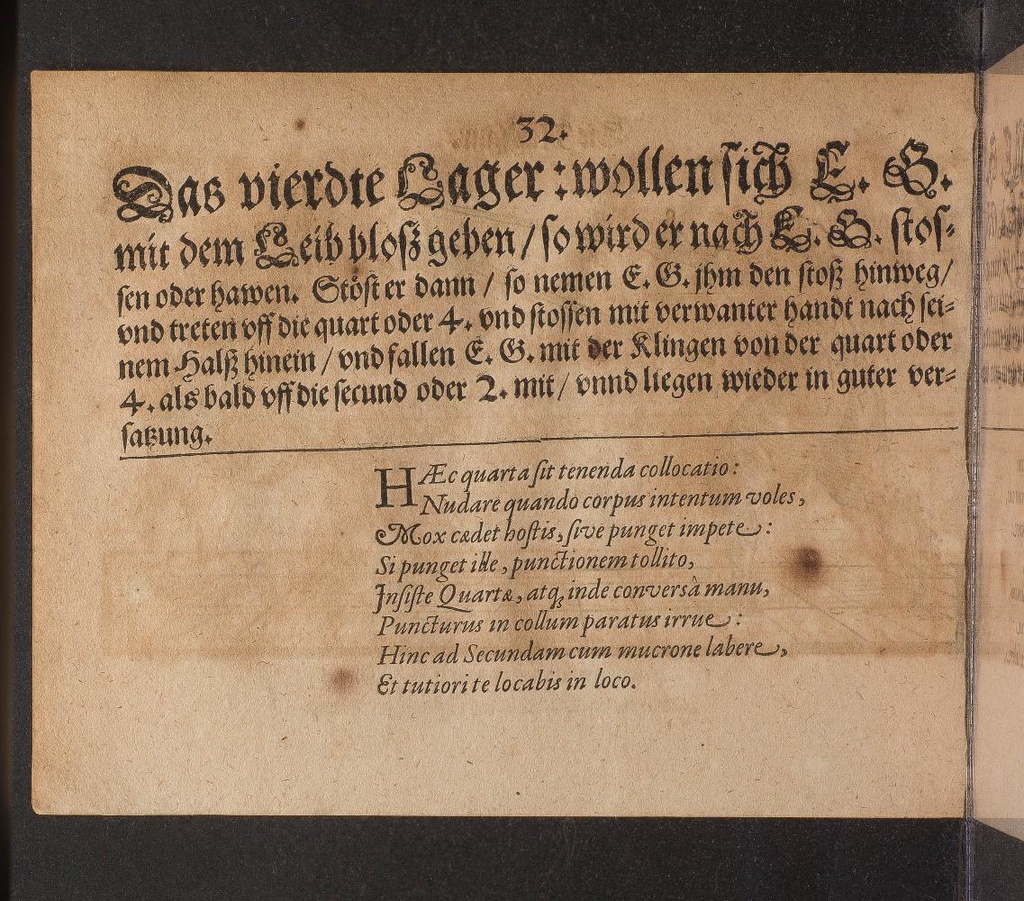 32.
Das vierdte Lager: wollen sich E. G.
mit dem Leib bloß geben / so wird er nach E. G. stos-
sen oder hawen. Stöst er dann / so nemen E. G. jhm den stoß hinweg /
vnd treten vff die quart oder 4. vnd stossen mit verwanter handt nach sei-
nem Halß hinein / vnd fallen E. G. mit der Klingen von der quart oder
4. als bald vff die secund oder 2. mit / vnnd liegen wieder in guter ver-
satzung.
HÆc quarta sit tenenda collocatio:
Nudare quando corpus intentum voles,
Mox cædet hostis, sive punget impete:
Si punget ille, punctionem tollito,
Insiste Quartæ, atq; inde conversâ manu,
Puncturus in collum paratus irrue:
Hinc ad Secundam cum mucrone labere,
Et tutiori te locabis in loco.